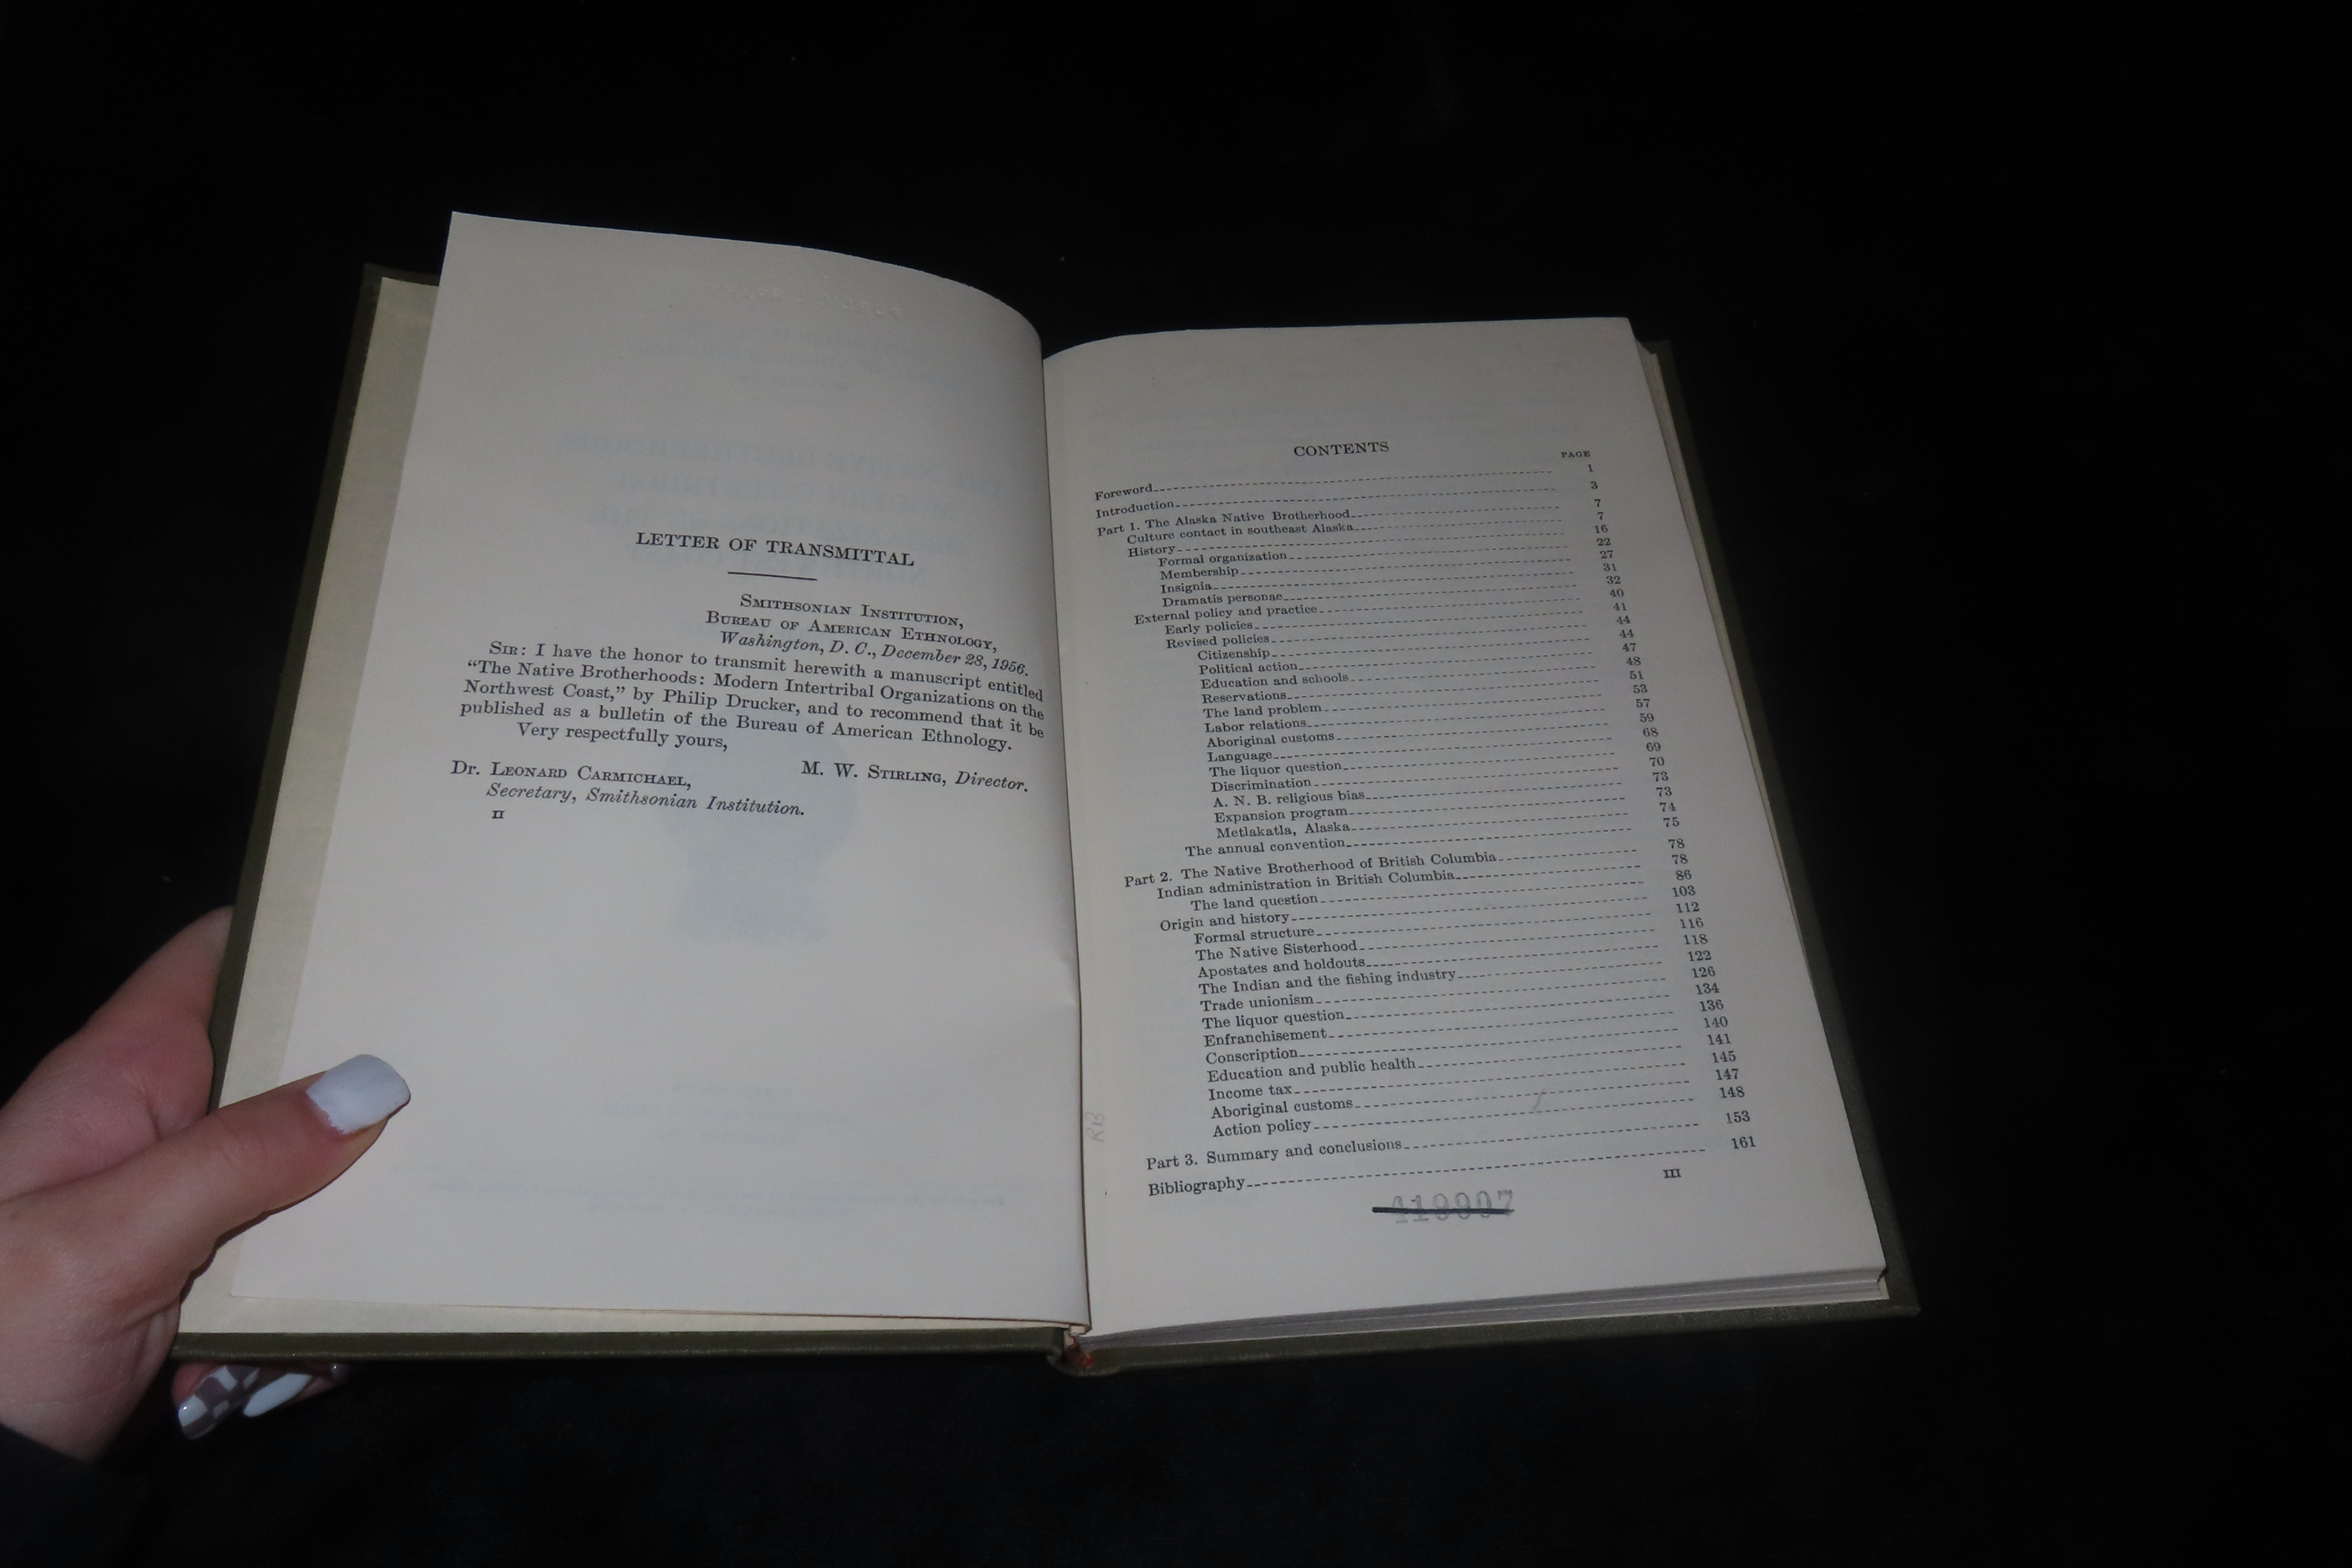 LETTER OF TRANSMITTAL
SMITHSONIAN INSTITUTION,
BUREAU OF AMERICAN ETHNOLOGY,
Washington, D. C., December 28, 1956.
SIR: I have the honor to transmit herewith a manuscript entitled
“The Native Brotherhoods: Modern Intertribal Organizations on the
Northwest Coast,” by Philip Drucker, and to recommend that it be
published as a bulletin of the Bureau of American Ethnology.
Very respectfully yours,
M. W. STIRLING, Director.
Dr. LEONARD CARMICHAEL,
Secretary, Smithsonian Institution.
II
CONTENTS
PAGE
Foreword 1
Introduction 3
Part 1. The Alaska Native Brotherhood 7
Culture contact in southeast Alaska 7
History 16
Formal organization 22
Membership 27
Insignia 31
Dramatis personae 32
External policy and practice 40
Early policies 41
Revised policies 44
Citizenship 44
Political action 47
Education and schools 48
Reservations 51
The land problem 53
Labor relations 57
Aboriginal customs 59
Language 68
The liquor question 69
Discrimination 70
A. N. B. religious bias 73
Expansion program 73
Metlakatla, Alaska 74
The annual convention 75
Part 2. The Native Brotherhood of British Columbia 78
Indian administration in British Columbia 78
The land question 86
Origin and history 103
Formal structure 112
The Native Sisterhood 116
Apostates and holdouts 118
The Indian and the fishing industry 122
Trade unionism 126
The liquor question 134
Enfranchisement 136
Conscription 140
Education and public health 141
Income tax 145
Aboriginal customs 147
Action policy 148
Part 3. Summary and conclusions 153
Bibliography 161
III
RB